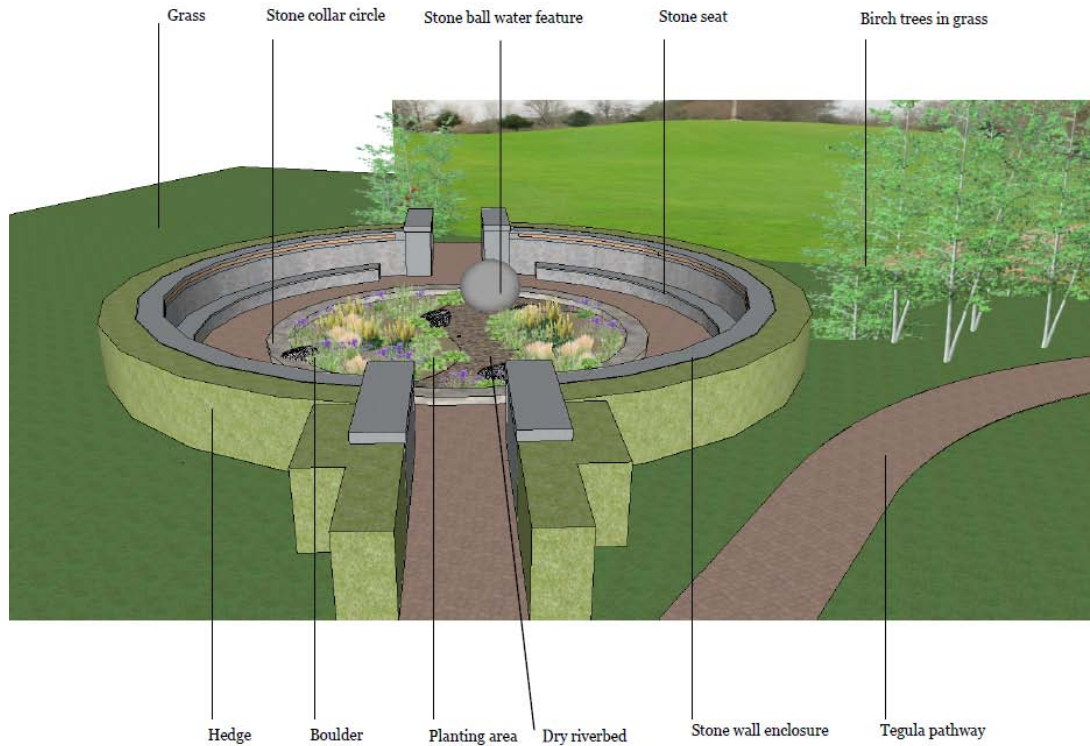 Grass
Stone collar circle
Stone ball water feature
Stone seat
Birch trees in grass
Hedge
Boulder
Planting area
Dry riverbed
Stone wall enclosure
Tegula pathway